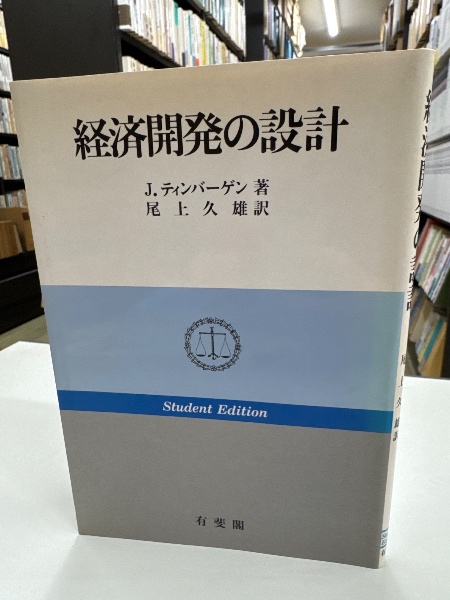 経済開発の設計
J.ティンバーゲン著
尾上久雄訳
Student Edition
有斐閣
経済開発の設計
尾上久雄訳